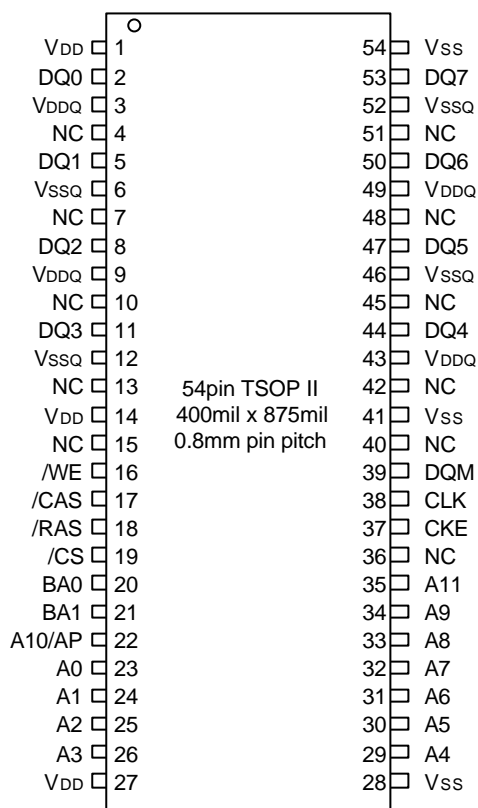 VDD 1 54 VSS
DQ0 2 53 DQ7
VDDQ 3 52 VSSQ
NC 4 51 NC
DQ1 5 50 DQ6
VSSQ 6 49 VDDQ
NC 7 48 NC
DQ2 8 47 DQ5
VDDQ 9 46 VSSQ
NC 10 45 NC
DQ3 11 44 DQ4
VSSQ 12 43 VDDQ
NC 13 54pin TSOP II 42 NC
VDD 14 400mil x 875mil 41 VSS
NC 15 0.8mm pin pitch 40 NC
/WE 16 39 DQM
/CAS 17 38 CLK
/RAS 18 37 CKE
/CS 19 36 NC
BA0 20 35 A11
BA1 21 34 A9
A10/AP 22 33 A8
A0 23 32 A7
A1 24 31 A6
A2 25 30 A5
A3 26 29 A4
VDD 27 28 VSS